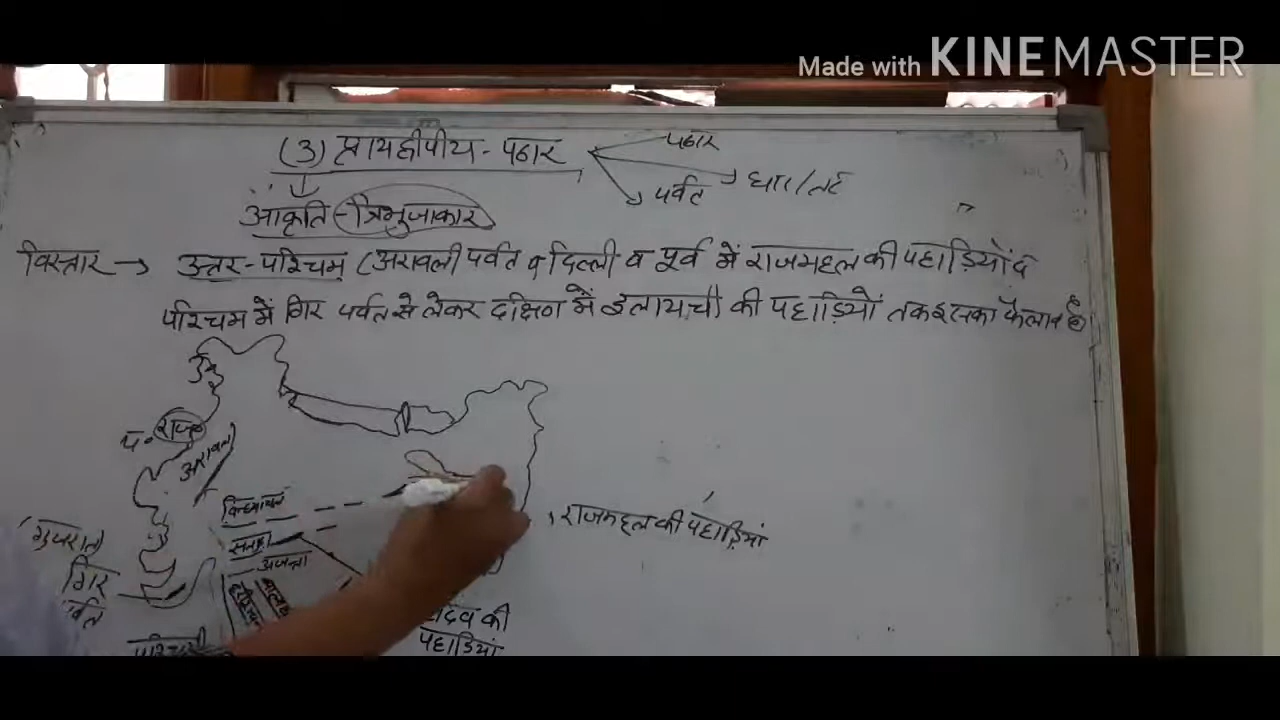 Made with KINEMASTER
(3) प्रायद्वीपीय - पठार
पठार
पर्वत
घाट/तट
आकृति - त्रिभुजाकार
विस्तार → उत्तर - पश्चिम (अरावली पर्वत व दिल्ली व पूर्व में राजमहल की पहाड़ियों व
पश्चिम में गिर पर्वत से लेकर दक्षिण में इलायची की पहाड़ियों तक इसका फैलाव है।
प॰ राज॰
अरावली
विन्ध्याचल
सतपुड़ा
अजन्ता
गुजरात
गिर
राजमहल की पहाड़ियां
की
पहाड़ियां